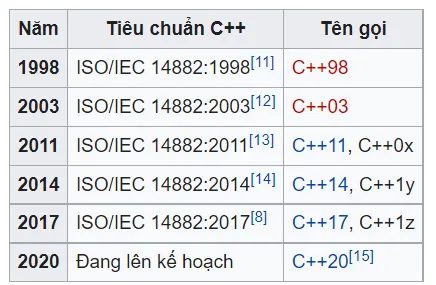 Năm Tiêu chuẩn C++ Tên gọi
1998 ISO/IEC 14882:1998[11] C++98
2003 ISO/IEC 14882:2003[12] C++03
2011 ISO/IEC 14882:2011[13] C++11, C++0x
2014 ISO/IEC 14882:2014[14] C++14, C++1y
2017 ISO/IEC 14882:2017[8] C++17, C++1z
2020 Đang lên kế hoạch C++20[15]